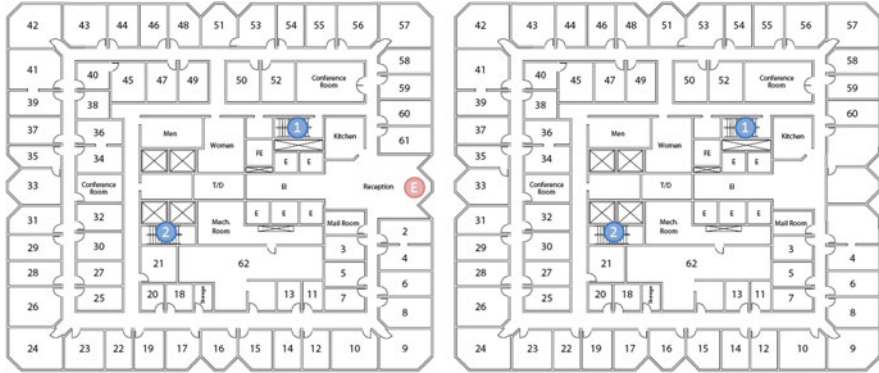 42 43 44 46 48 51 53 54 55 56 57
58
41 40 45 47 49 50 52 Conference Room
59
39 38
60
37 36 Men Women FE 1 Kitchen 61
35 34 E E
33 Conference Room T/D EI Reception E
31 32 Mech. Room E E E Mail Room 2
2
29 30 3 4
21 62
28 27 5 6
20 18 Storage 13 11 7
26 25 8
24 23 22 19 17 16 15 14 12 10 9
42 43 44 46 48 51 53 54 55 56 57
58
41 40 45 47 49 50 52 Conference Room
59
39 38
60
37 36 Men Women FE 1 Kitchen
35 34 E E
33 Conference Room T/D EI
31 32 Mech. Room E E E Mail Room
2
29 30 3 4
21 62
28 27 5 6
20 18 Storage 13 11 7
26 25 8
24 23 22 19 17 16 15 14 12 10 9